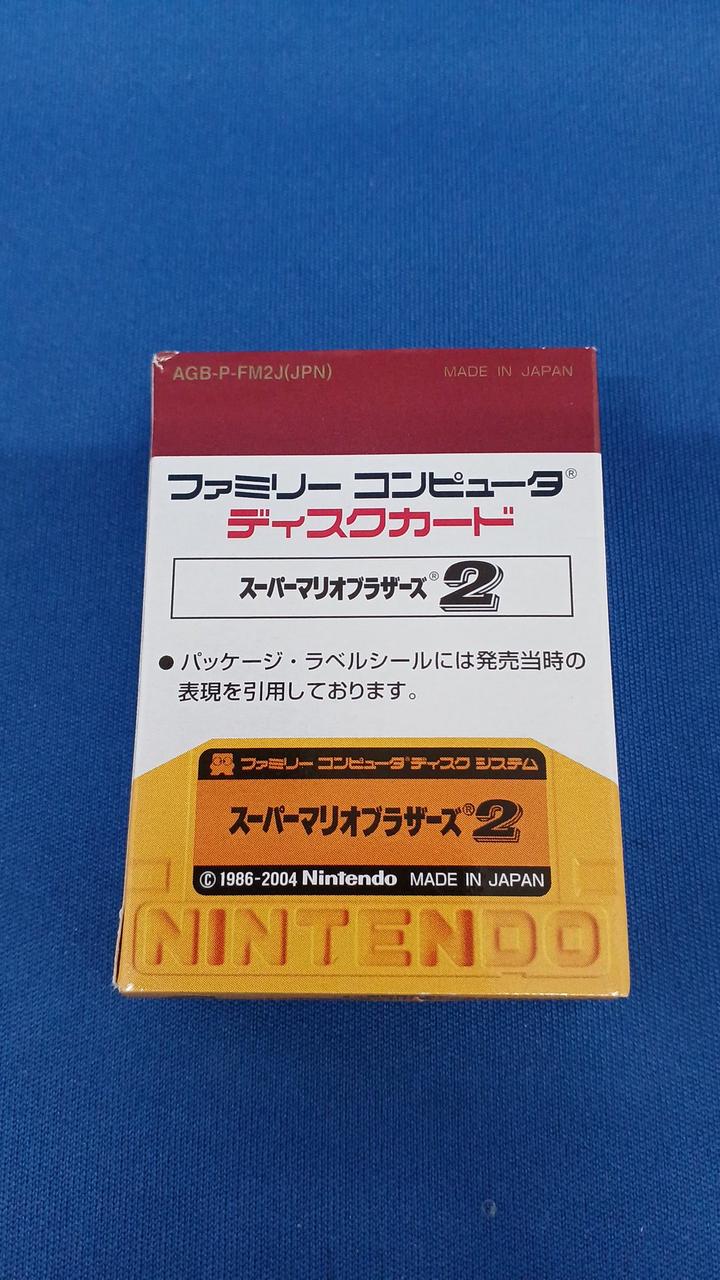 AGB-P-FM2J(JPN) MADE IN JAPAN
ファミリー コンピュータ®
ディスクカード
スーパーマリオブラザーズ®2
●パッケージ・ラベルシールには発売当時の
表現を引用しております。
ファミリー コンピュータ® ディスク システム
スーパーマリオブラザーズ®2
©1986-2004 Nintendo MADE IN JAPAN
NINTENDO